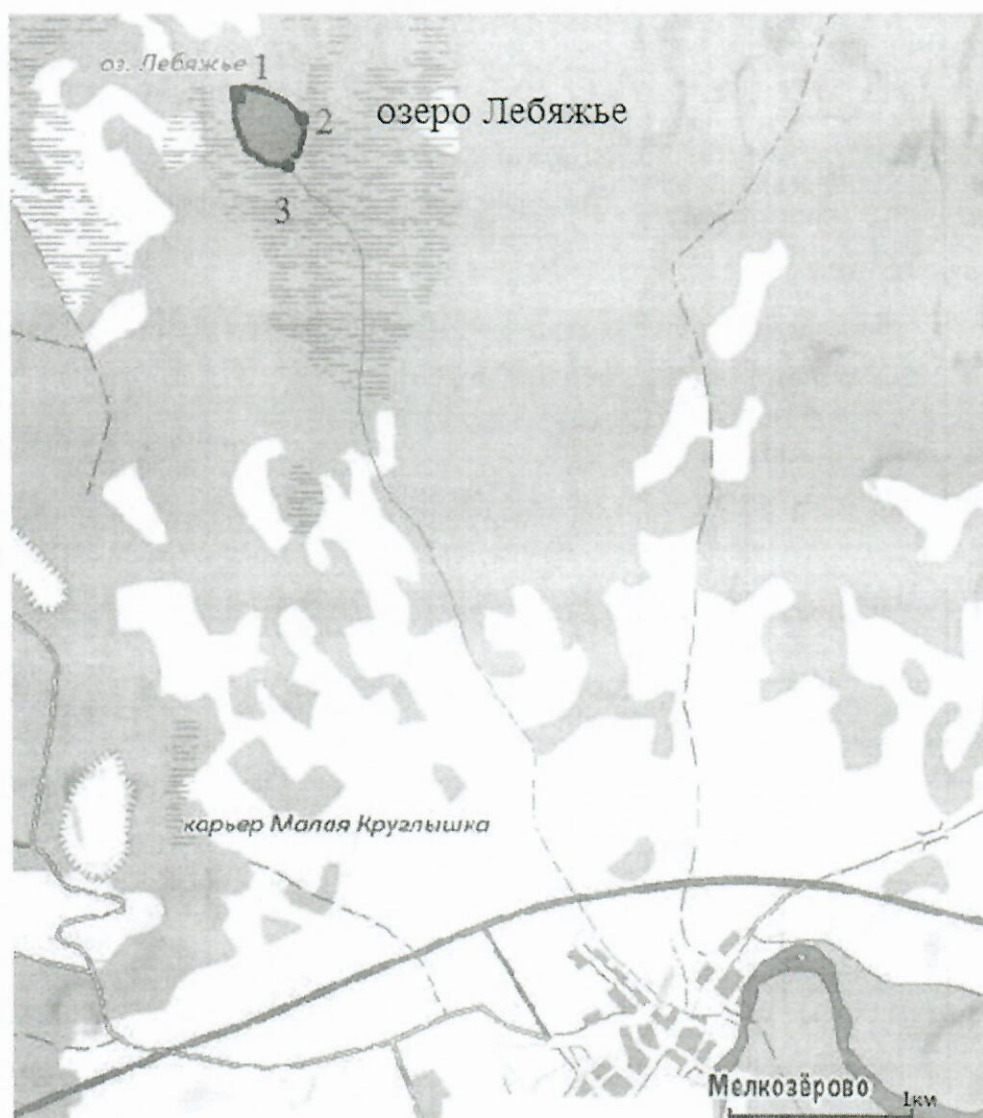 оз. Лебяжье
1
озеро Лебяжье
2
3
карьер Малая Круглышка
Мелкозёрово
1км